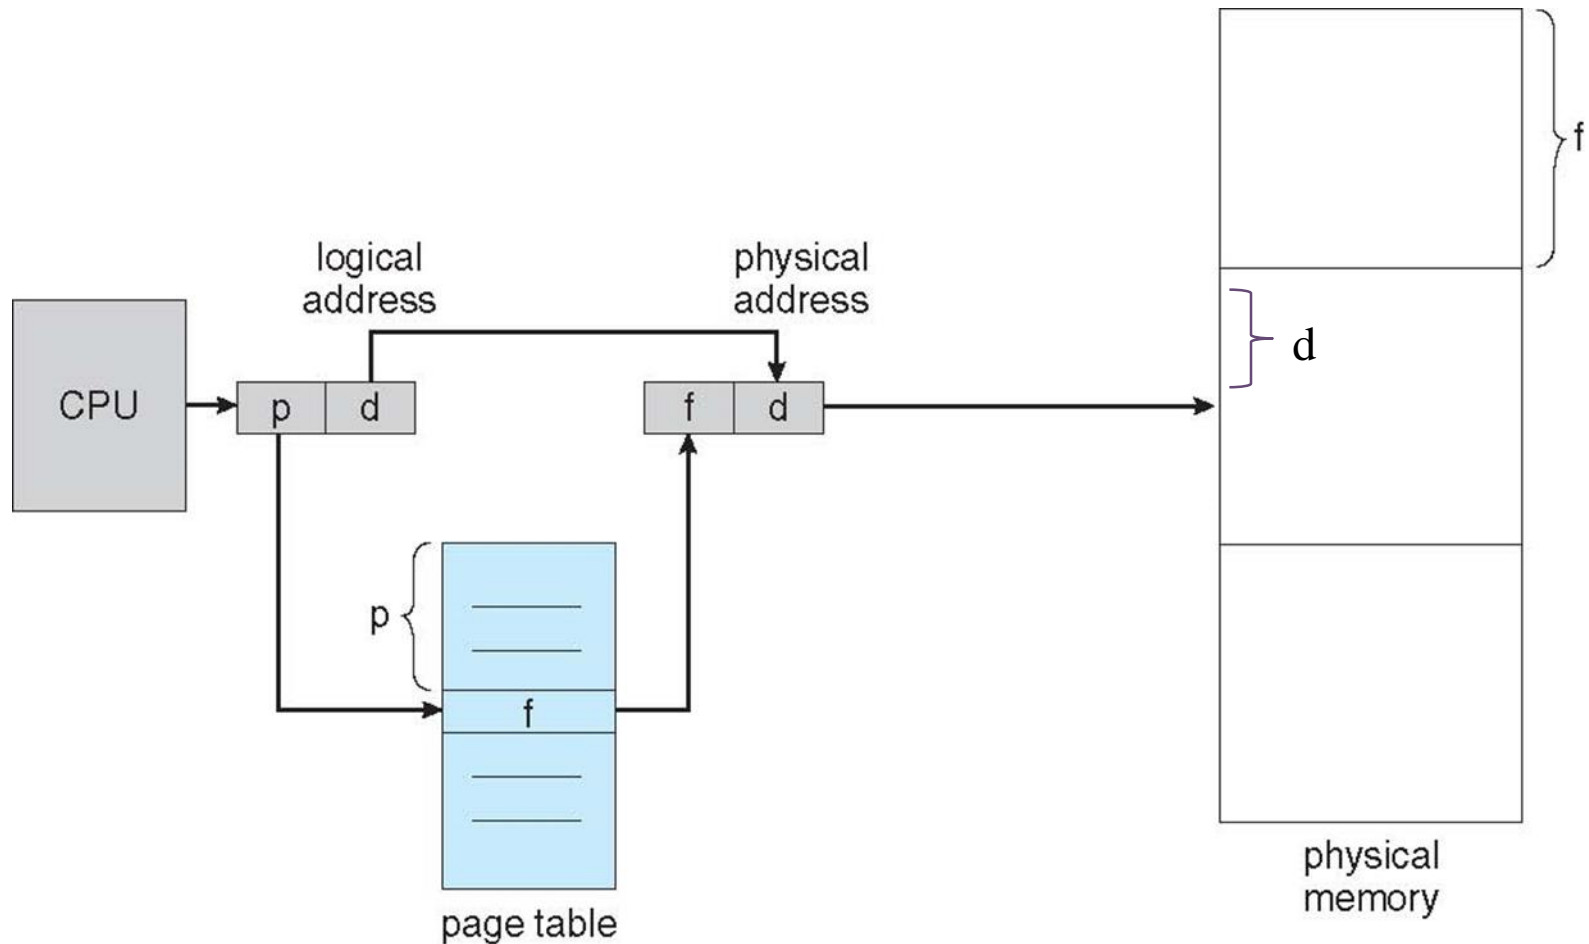 f
logical
address
physical
address
d
CPU
p
d
f
d
p
f
page table
physical
memory